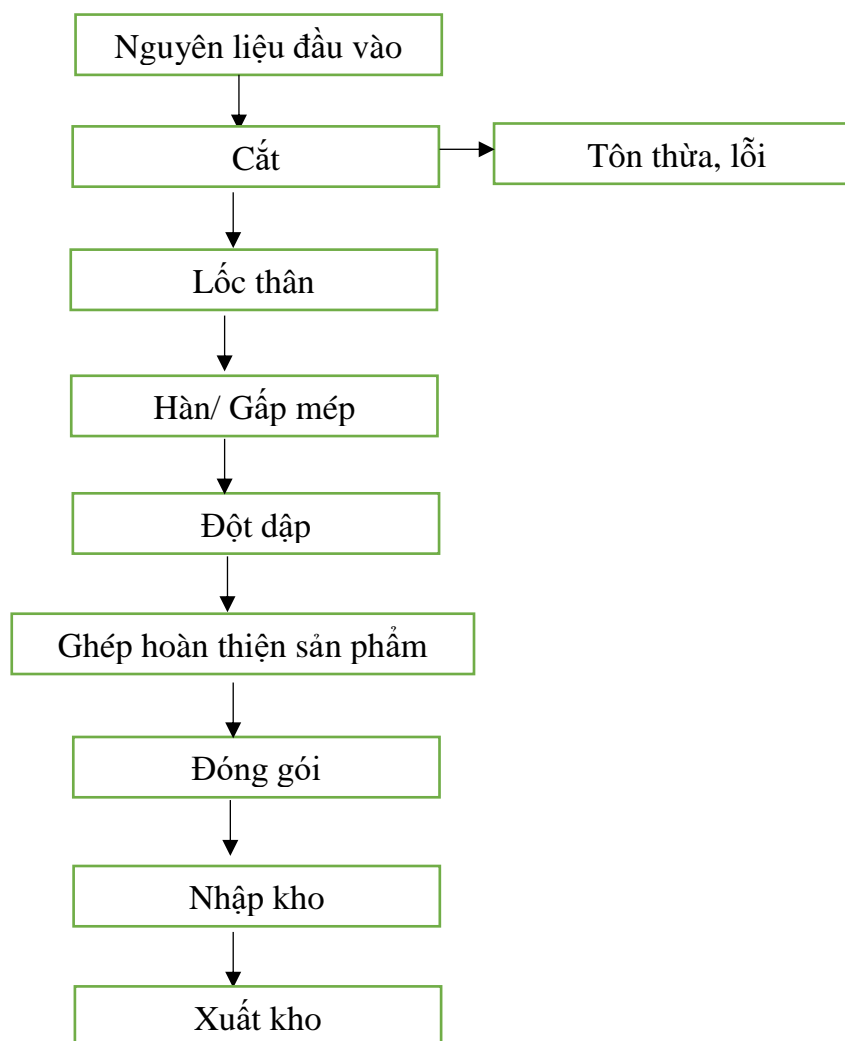 Nguyên liệu đầu vào
Cắt
Tôn thừa, lỗi
Lốc thân
Hàn/ Gấp mép
Đột dập
Ghép hoàn thiện sản phẩm
Đóng gói
Nhập kho
Xuất kho